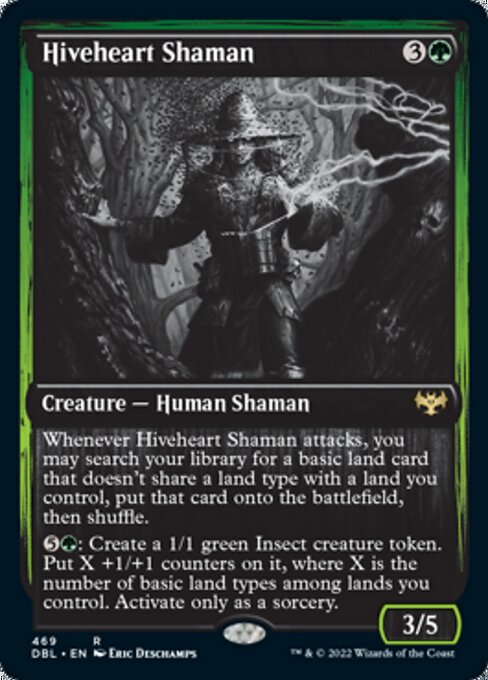 Hiveheart Shaman
3
Creature — Human Shaman
Whenever Hiveheart Shaman attacks, you
may search your library for a basic land card
that doesn't share a land type with a land you
control, put that card onto the battlefield,
then shuffle.
5: Create a 1/1 green Insect creature token.
Put X +1/+1 counters on it, where X is the
number of basic land types among lands you
control. Activate only as a sorcery.
3/5
469 R
DBL • EN Eric Deschamps
™ & © 2022 Wizards of the Coast